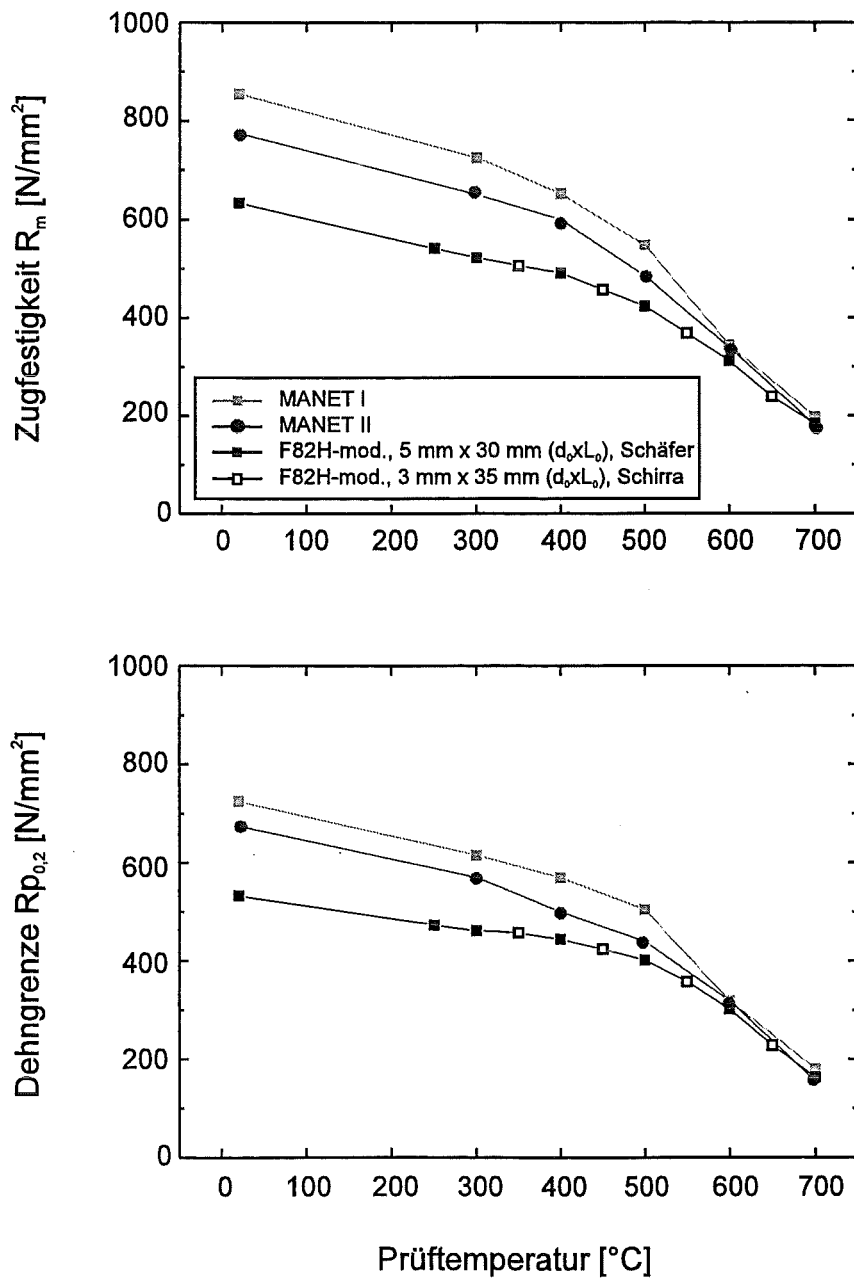 Zugfestigkeit Rₘ [N/mm²]
1000
800
600
400
200
0
MANET I
MANET II
F82H-mod., 5 mm x 30 mm (d₀xL₀), Schäfer
F82H-mod., 3 mm x 35 mm (d₀xL₀), Schirra
0 100 200 300 400 500 600 700
Dehngrenze Rp₀,₂ [N/mm²]
1000
800
600
400
200
0
0 100 200 300 400 500 600 700
Prüftemperatur [°C]